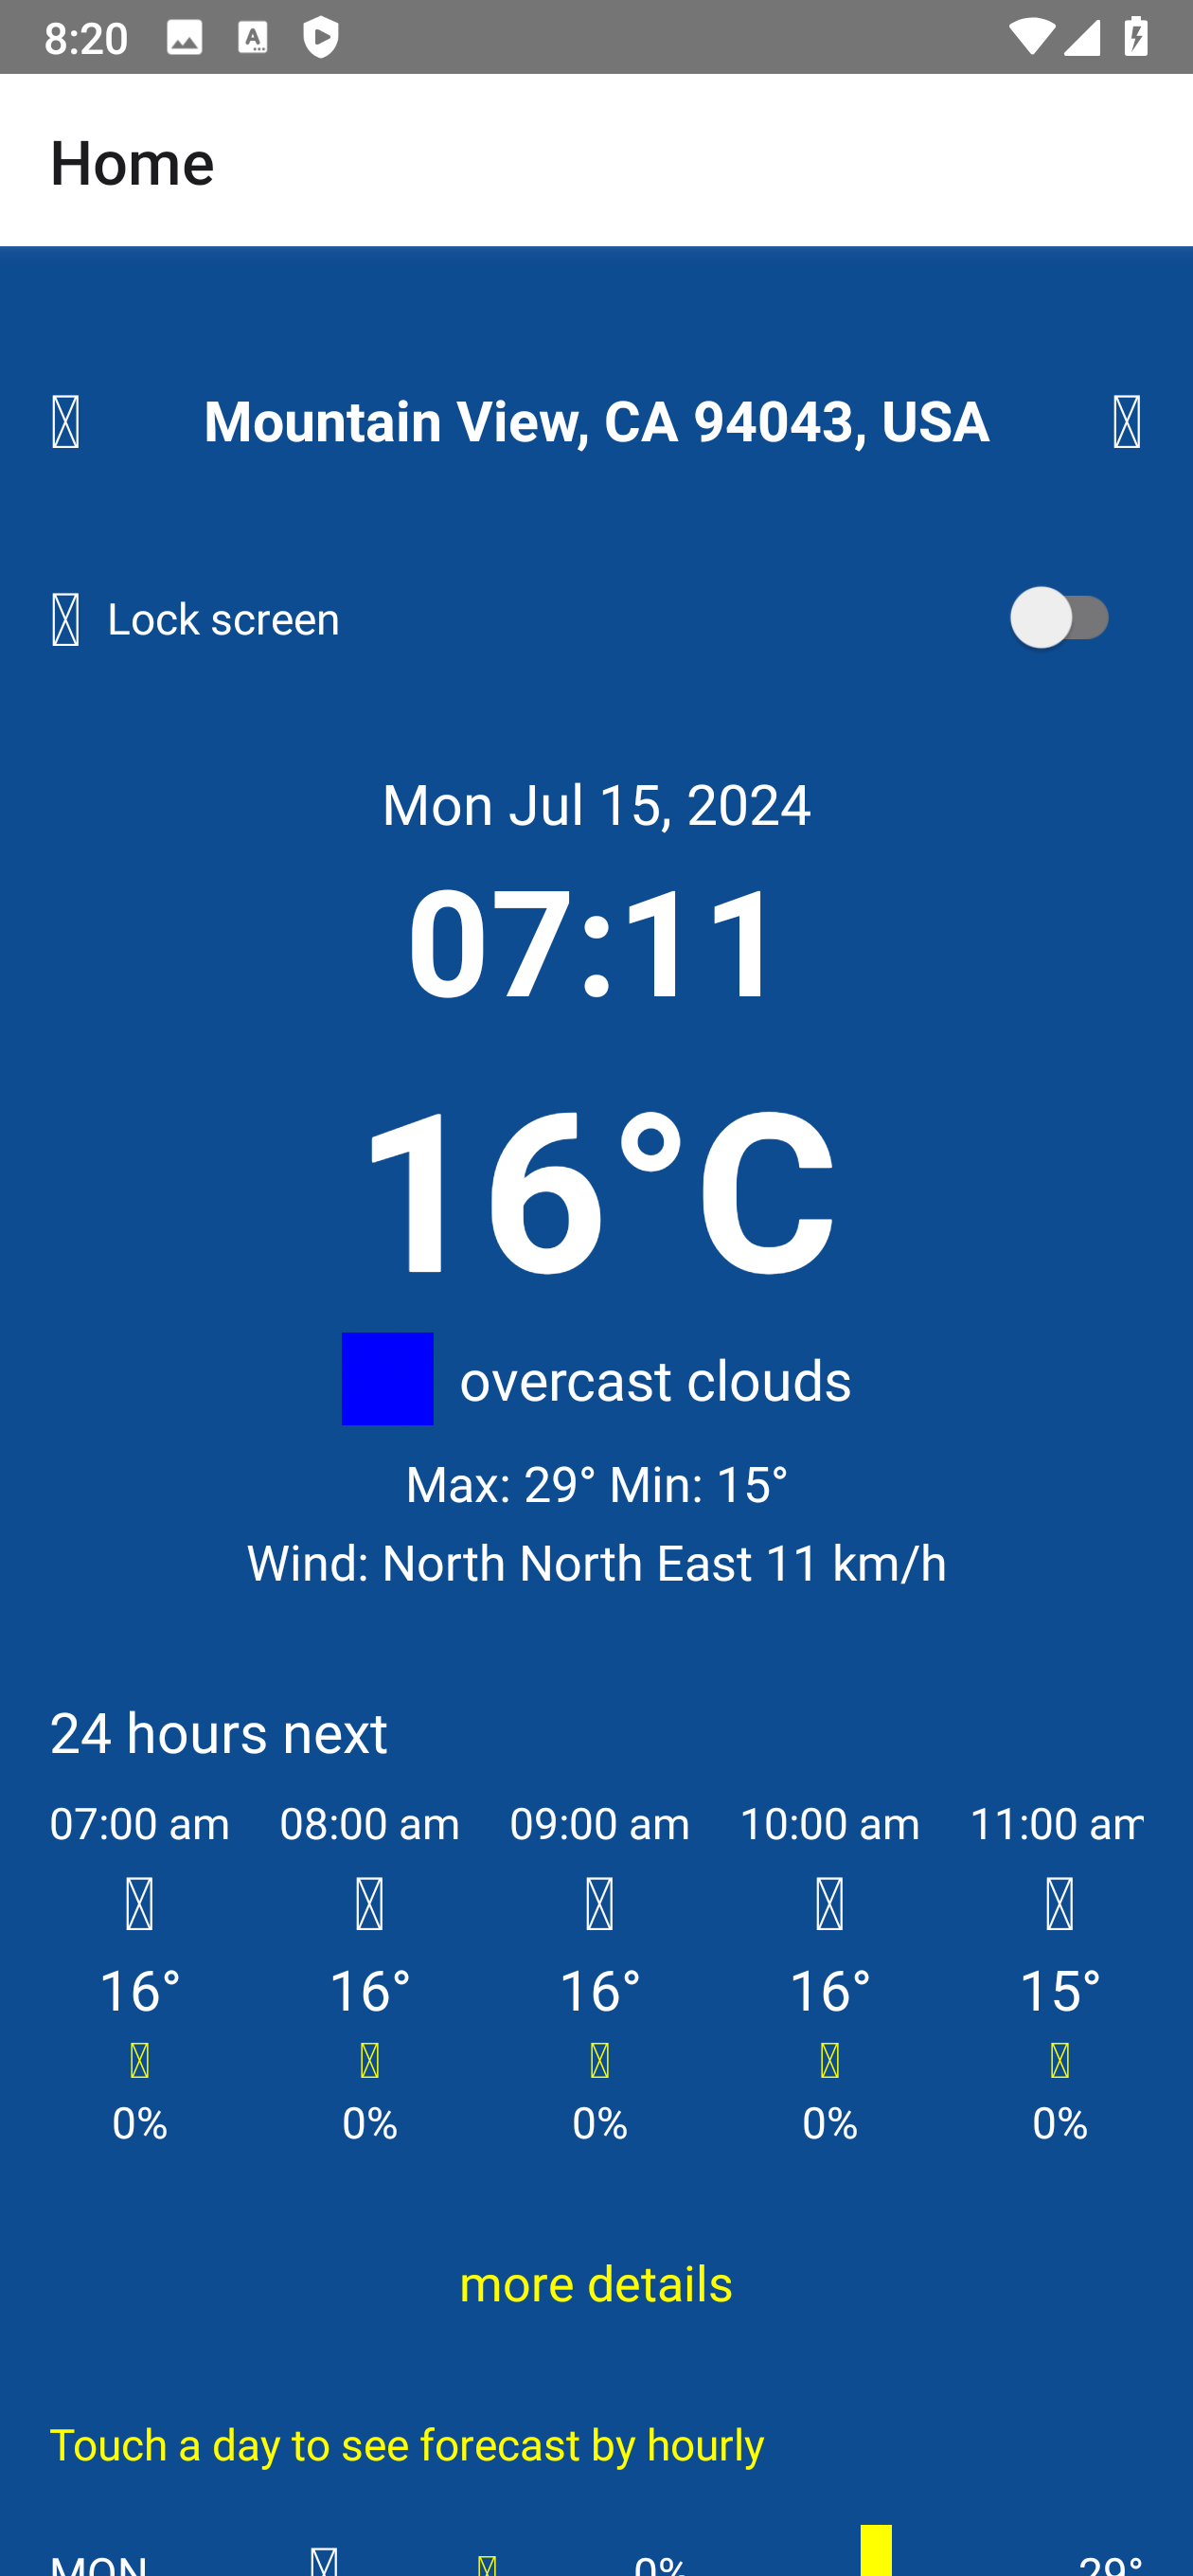 8:20
Home
Mountain View, CA 94043, USA
Lock screen
Mon Jul 15, 2024
07:11
16°C
overcast clouds
Max: 29° Min: 15°
Wind: North North East 11 km/h
24 hours next
07:00 am 08:00 am 09:00 am 10:00 am 11:00 am
16° 16° 16° 16° 15°
0% 0% 0% 0% 0%
more details
Touch a day to see forecast by hourly
MON 0% 29°